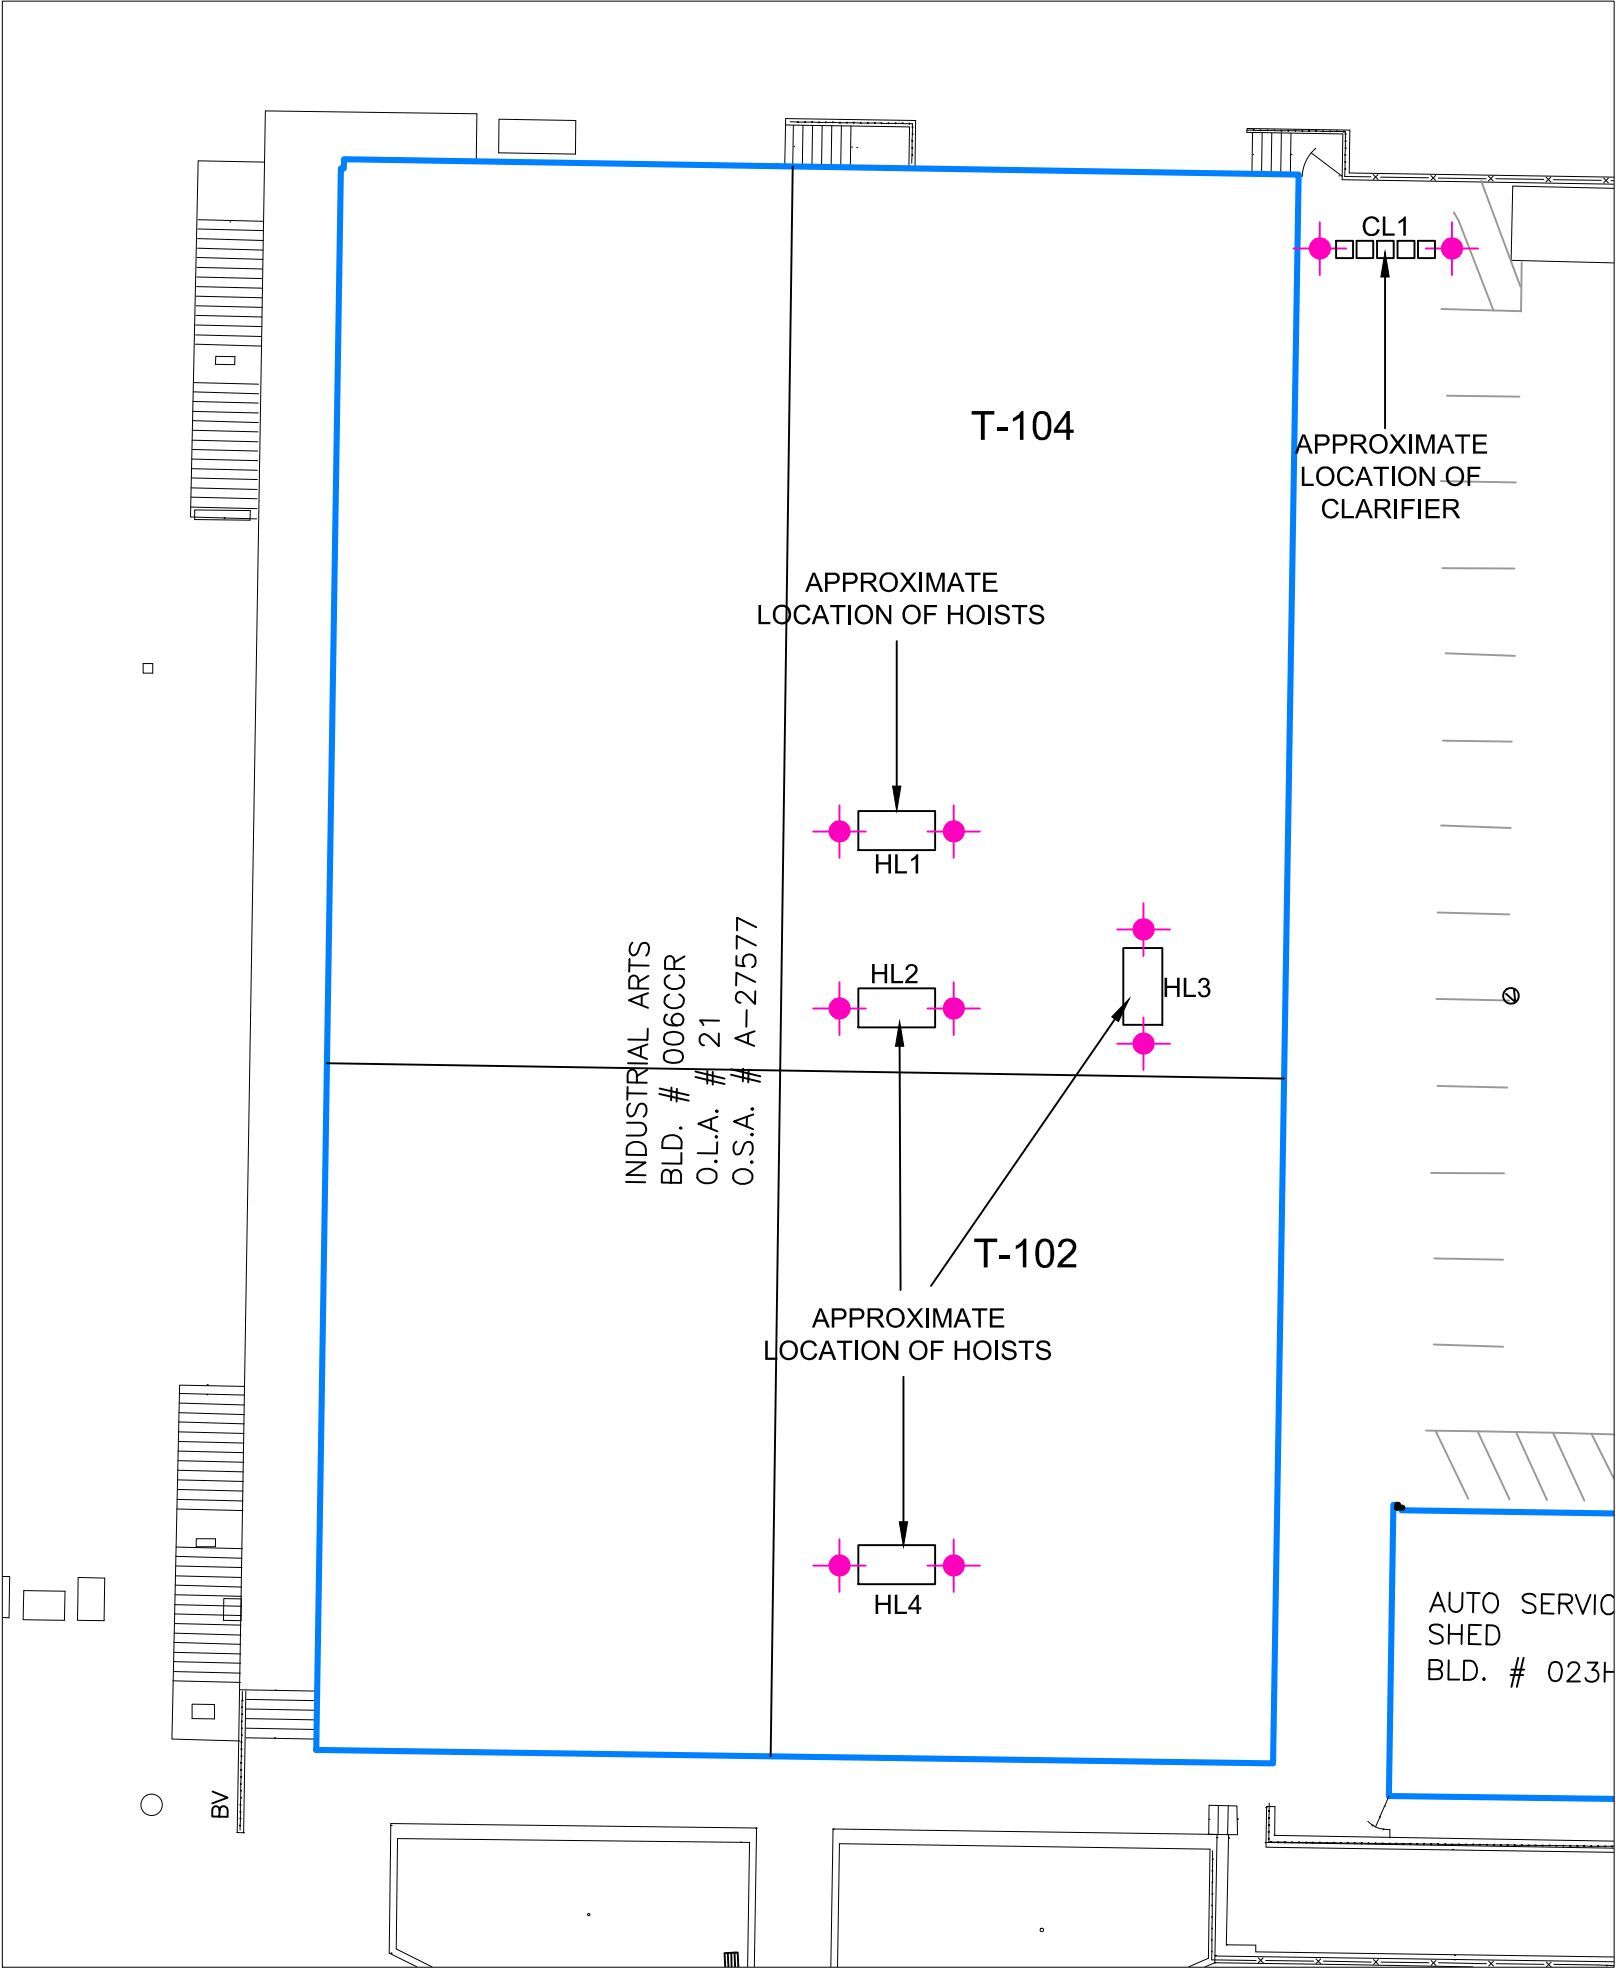 CL1
T-104
APPROXIMATE
LOCATION OF
CLARIFIER
APPROXIMATE
LOCATION OF HOISTS
HL1
INDUSTRIAL ARTS
BLD. # 006CCR
O.L.A. # 21
O.S.A. # A-27577
HL2
HL3
T-102
APPROXIMATE
LOCATION OF HOISTS
HL4
AUTO SERVIC
SHED
BLD. # 023H
BV